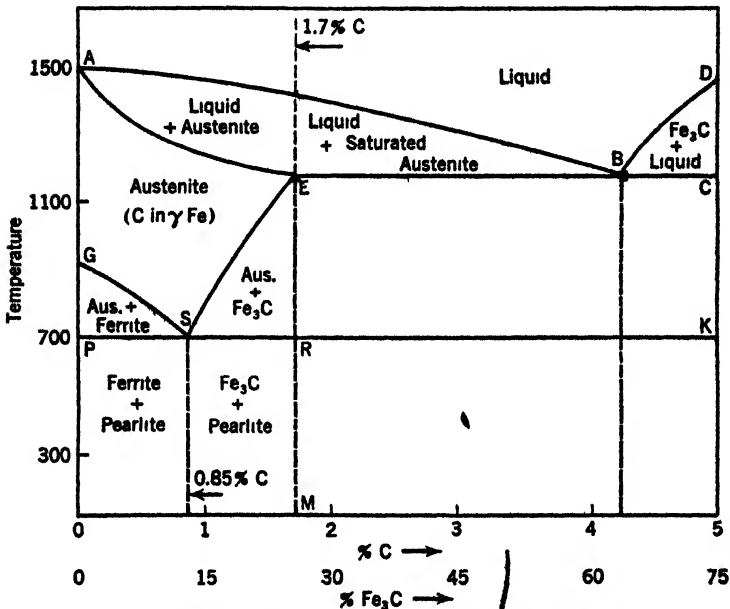 1.7% C
A
1500
Liquid
D
Liquid
+ Austenite
Liquid
+ Saturated
Austenite
Fe₃C
+
Liquid
B
E
C
Austenite
(C in γ Fe)
1100
Temperature
G
Aus. +
Ferrite
S
Aus.
+
Fe₃C
700
P
R
K
Ferrite
+
Pearlite
Fe₃C
+
Pearlite
300
0.85% C
M
0 1 2 3 4 5
% C →
0 15 30 45 60 75
% Fe₃C →